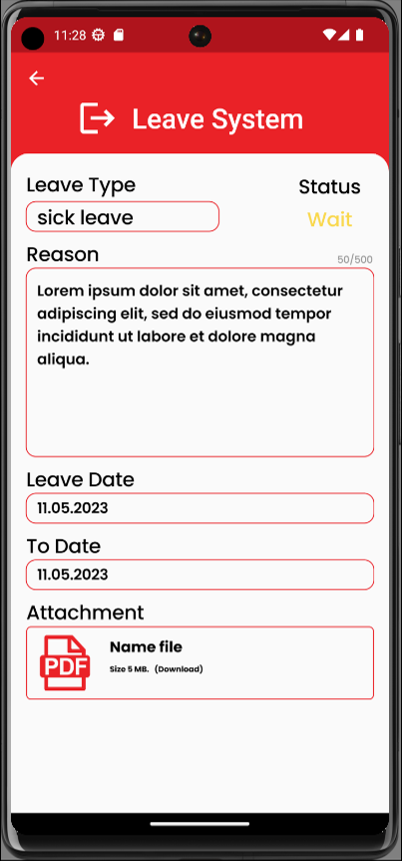 11:28
Leave System
Leave Type
Status
sick leave
Wait
Reason
50/500
Lorem ipsum dolor sit amet, consectetur
adipiscing elit, sed do eiusmod tempor
incididunt ut labore et dolore magna
aliqua.
Leave Date
11.05.2023
To Date
11.05.2023
Attachment
PDF
Name file
Size 5 MB. (Download)